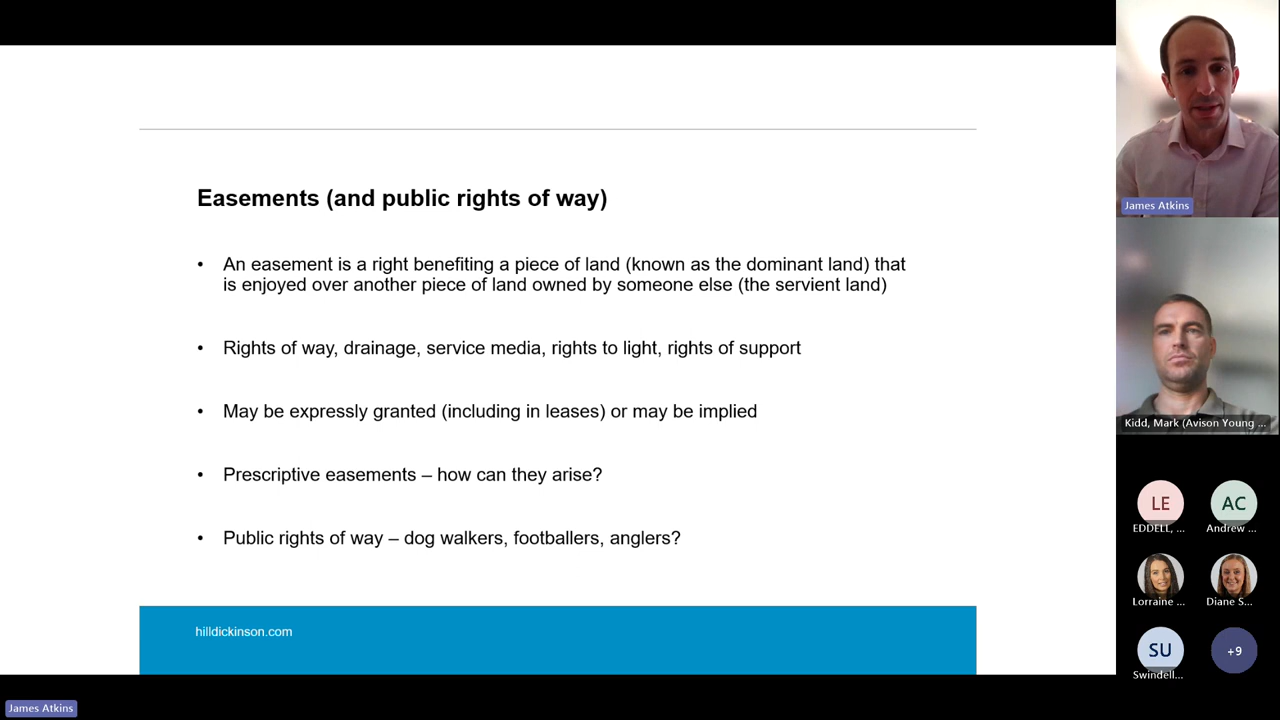 Easements (and public rights of way)
• An easement is a right benefiting a piece of land (known as the dominant land) that
is enjoyed over another piece of land owned by someone else (the servient land)
• Rights of way, drainage, service media, rights to light, rights of support
• May be expressly granted (including in leases) or may be implied
• Prescriptive easements – how can they arise?
• Public rights of way – dog walkers, footballers, anglers?
hilldickinson.com
James Atkins
Kidd, Mark (Avison Young ...
LE
AC
EDDELL, ...
Andrew ...
Lorraine ...
Diane S...
SU
+9
Swindell...
James Atkins